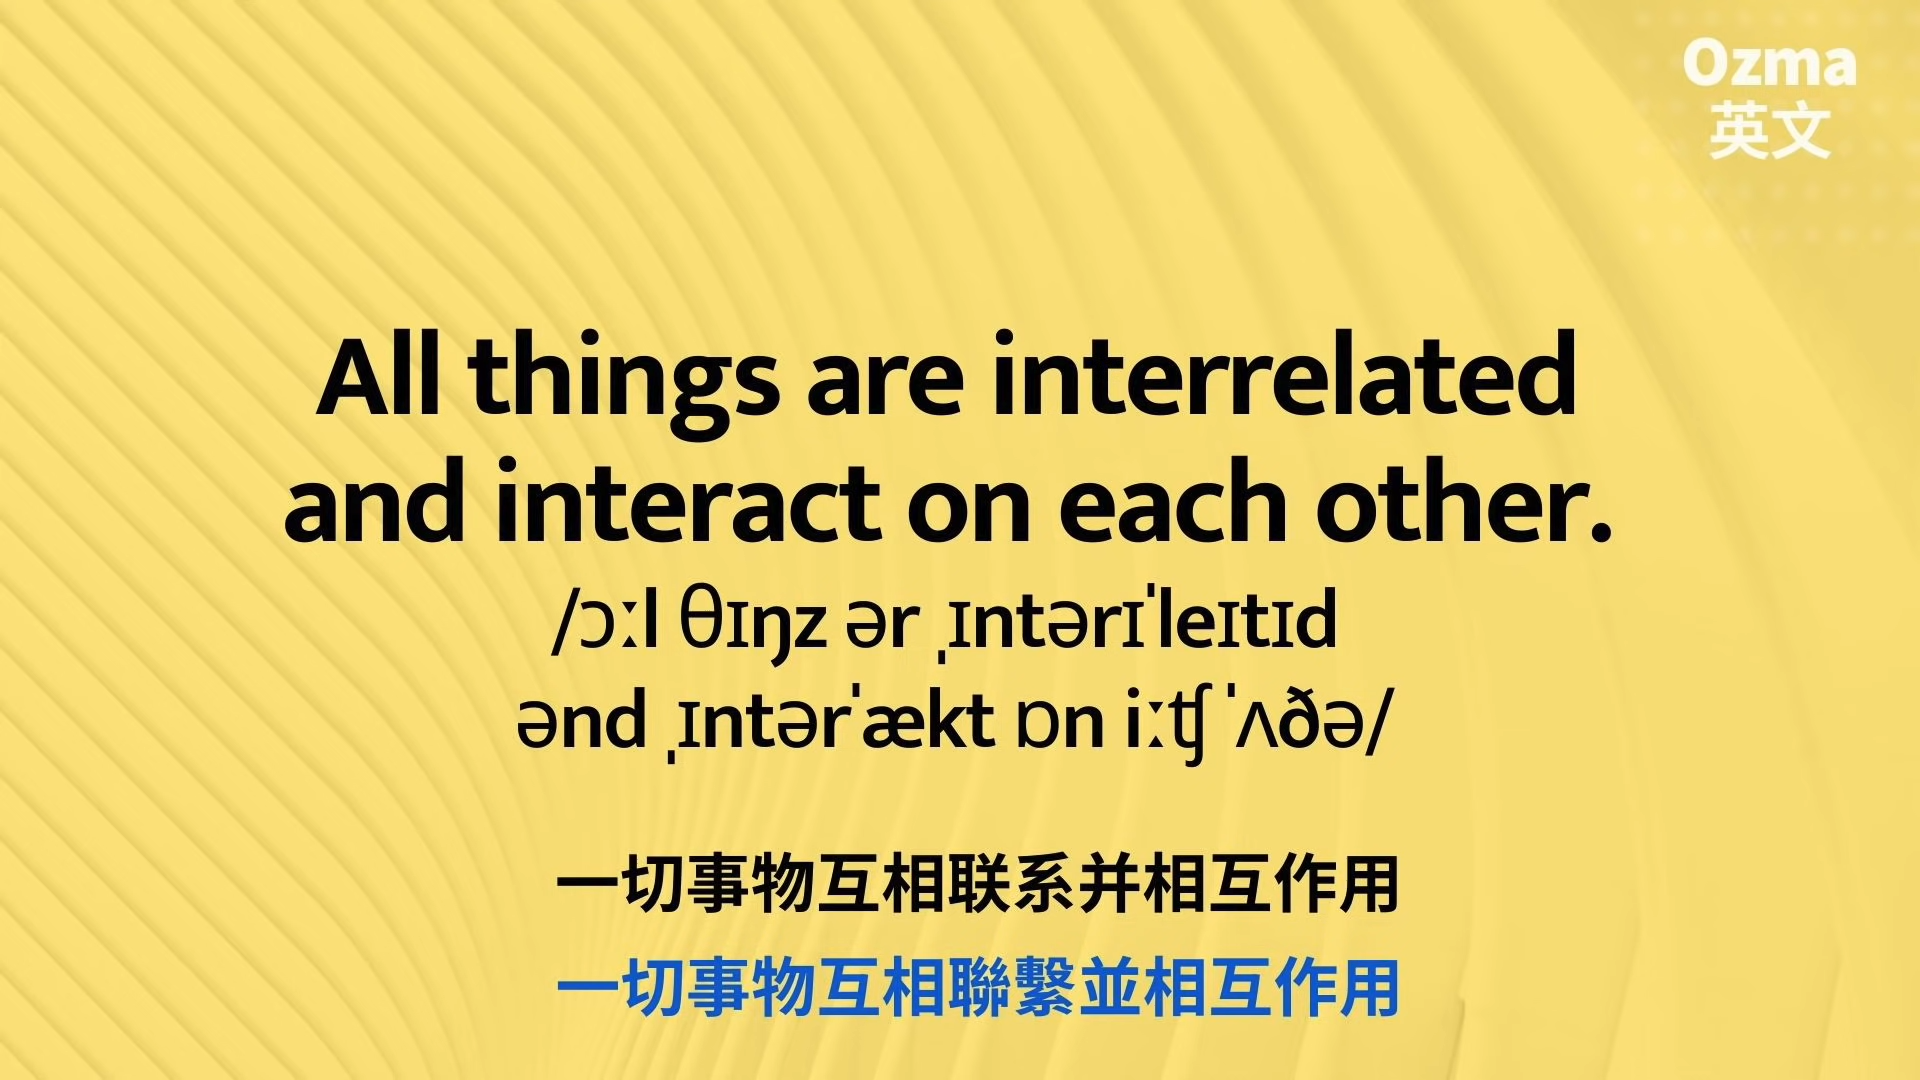 Ozma
英文
All things are interrelated
and interact on each other.
/ɔːl θɪŋz ər ˌɪntərɪˈleɪtɪd
ənd ˌɪntərˈækt ɒn iːʧ ˈʌðə/
一切事物互相联系并相互作用
一切事物互相聯繫並相互作用